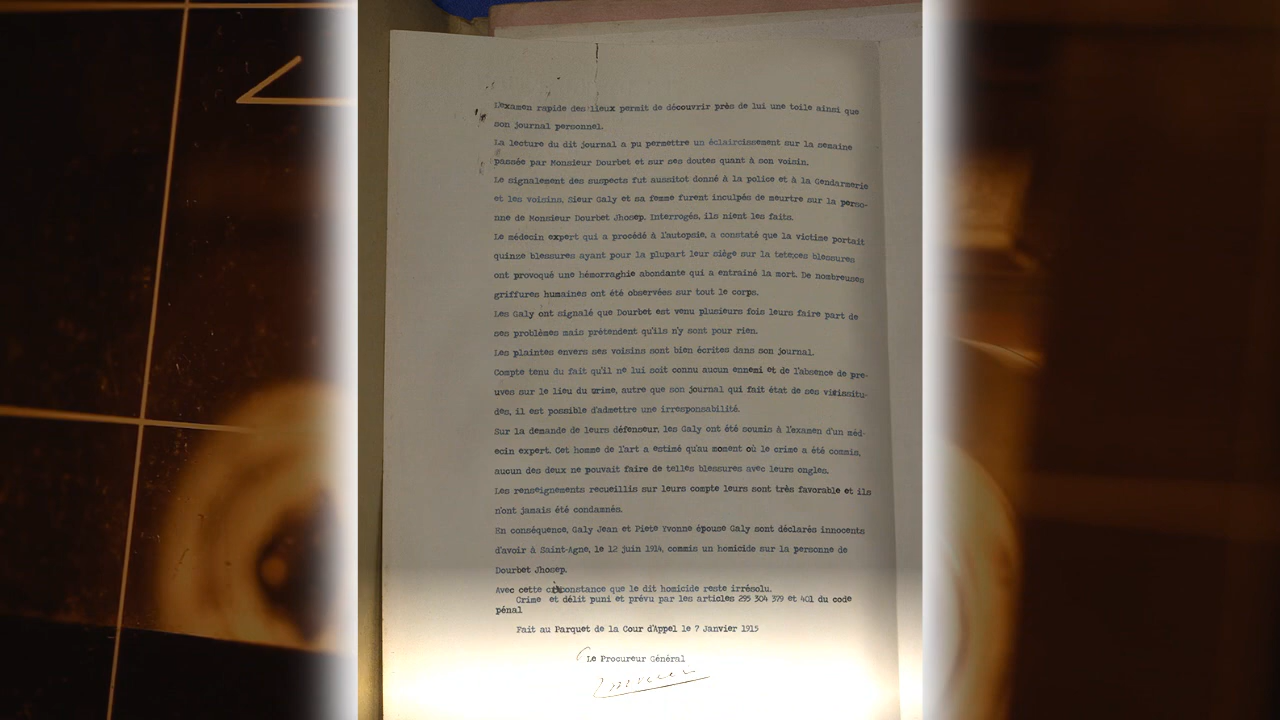 L'examen rapide des lieux permit de découvrir près de lui une toile ainsi que
son journal personnel.
La lecture du dit journal a pu permettre un éclaircissement sur la semaine
passée par Monsieur Dourbet et sur ses doutes quant à son voisin.
Le signalement des suspects fut aussitot donné à la police et à la Gendarmerie
et les voisins, Sieur Galy et sa femme furent inculpés de meurtre sur la perso-
nne de Monsieur Dourbet Jhosep. Interrogés, ils nient les faits.
Le médecin expert qui a procédé à l'autopsie, a constaté que la victime portait
quinze blessures ayant pour la plupart leur siège sur la tete;ces blessures
ont provoqué une hémorraghie abondante qui a entrainé la mort. De nombreuses
griffures humaines ont été observées sur tout le corps.
Les Galy ont signalé que Dourbet est venu plusieurs fois leurs faire part de
ses problèmes mais prétendent qu'ils n'y sont pour rien.
Les plaintes envers ses voisins sont bien écrites dans son journal.
Compte tenu du fait qu'il ne lui soit connu aucun ennemi et de l'absence de pre-
uves sur le lieu du crime, autre que son journal qui fait état de ses vicissitu-
des, il est possible d'admettre une irresponsabilité.
Sur la demande de leurs défenseur, les Galy ont été soumis à l'examen d'un méd-
ecin expert. Cet homme de l'art a estimé qu'au moment où le crime a été commis,
aucun des deux ne pouvait faire de telles blessures avec leurs ongles.
Les renseignements recueillis sur leurs compte leurs sont très favorable et ils
n'ont jamais été condamnés.
En conséquence, Galy Jean et Piete Yvonne épouse Galy sont déclarés innocents
d'avoir à Saint-Agne, le 12 juin 1914, commis un homicide sur la personne de
Dourbet Jhosep.
Avec cette circonstance que le dit homicide reste irrésolu.
Crime et délit puni et prévu par les articles 295 304 379 et 401 du code
pénal
Fait au Parquet de la Cour d'Appel le 7 Janvier 1915
Le Procureur Général